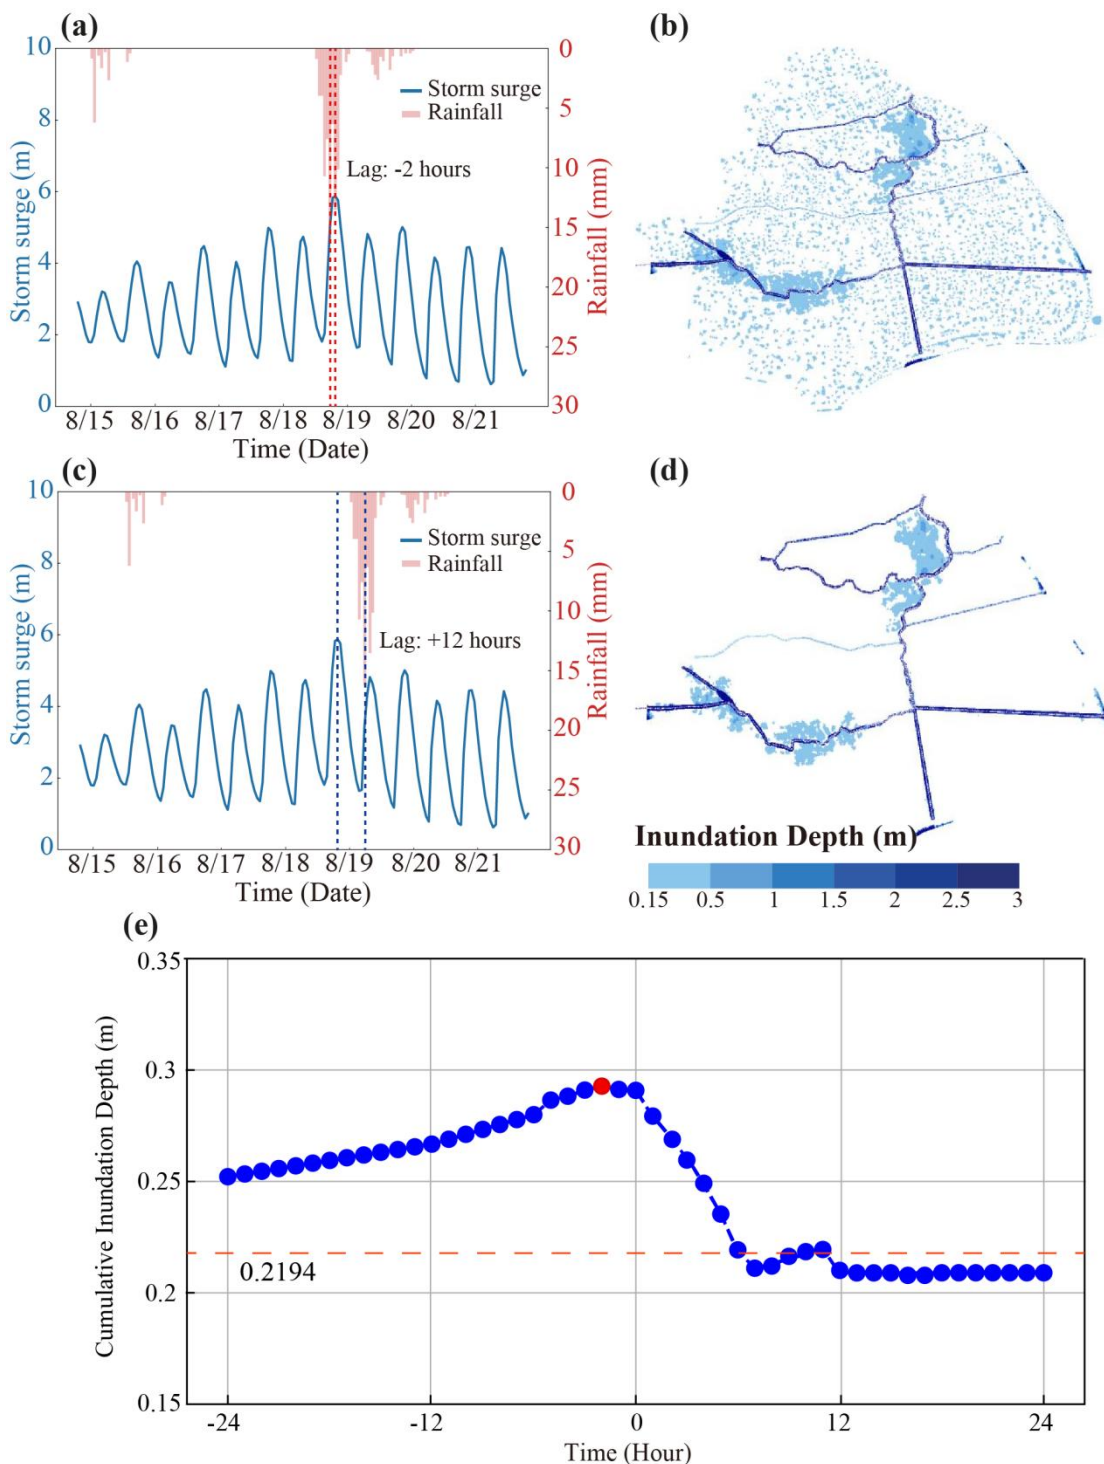 (a)
10
8
6
4
2
0
Storm surge (m)
Storm surge
Rainfall
Lag: -2 hours
0
5
10
15
20
25
30
Rainfall (mm)
8/15 8/16 8/17 8/18 8/19 8/20 8/21
Time (Date)
(b)
(c)
10
8
6
4
2
0
Storm surge (m)
Storm surge
Rainfall
Lag: +12 hours
0
5
10
15
20
25
30
Rainfall (mm)
8/15 8/16 8/17 8/18 8/19 8/20 8/21
Time (Date)
(d)
Inundation Depth (m)
0.15 0.5 1 1.5 2 2.5 3
(e)
0.35
0.3
0.25
0.2
0.15
Cumulative Inundation Depth (m)
0.2194
-24 -12 0 12 24
Time (Hour)